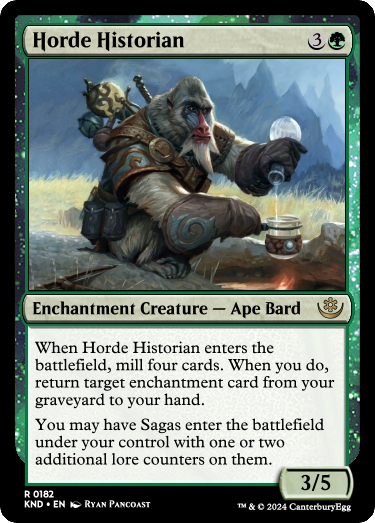 Horde Historian 3
Enchantment Creature — Ape Bard
When Horde Historian enters the
battlefield, mill four cards. When you do,
return target enchantment card from your
graveyard to your hand.
You may have Sagas enter the battlefield
under your control with one or two
additional lore counters on them.
3/5
R 0182
KND • EN Ryan Pancoast
™ & © 2024 CanterburyEgg